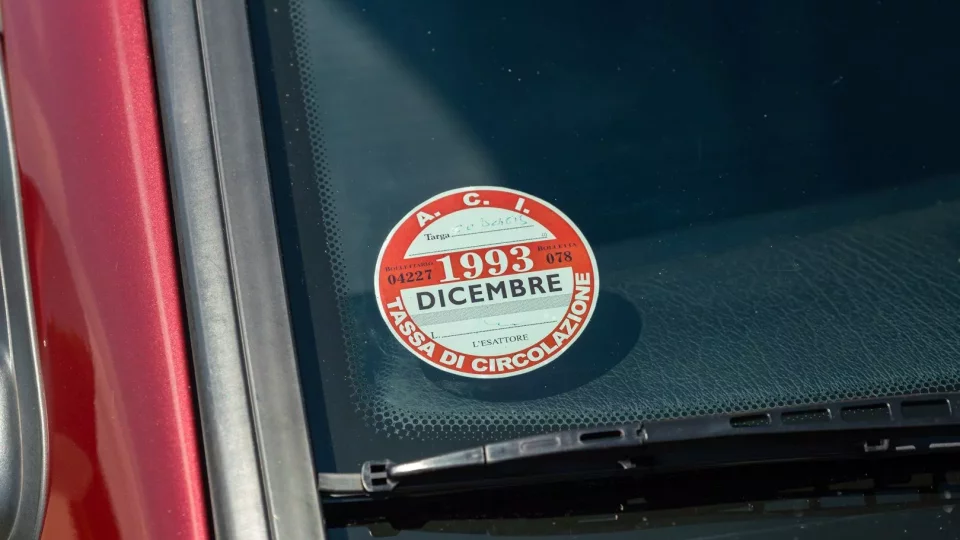 A. C. I.
Targa
BOLLETTARIO 1993 BOLLETTA
04227 078
DICEMBRE
L.
L'ESATTORE
TASSA DI CIRCOLAZIONE